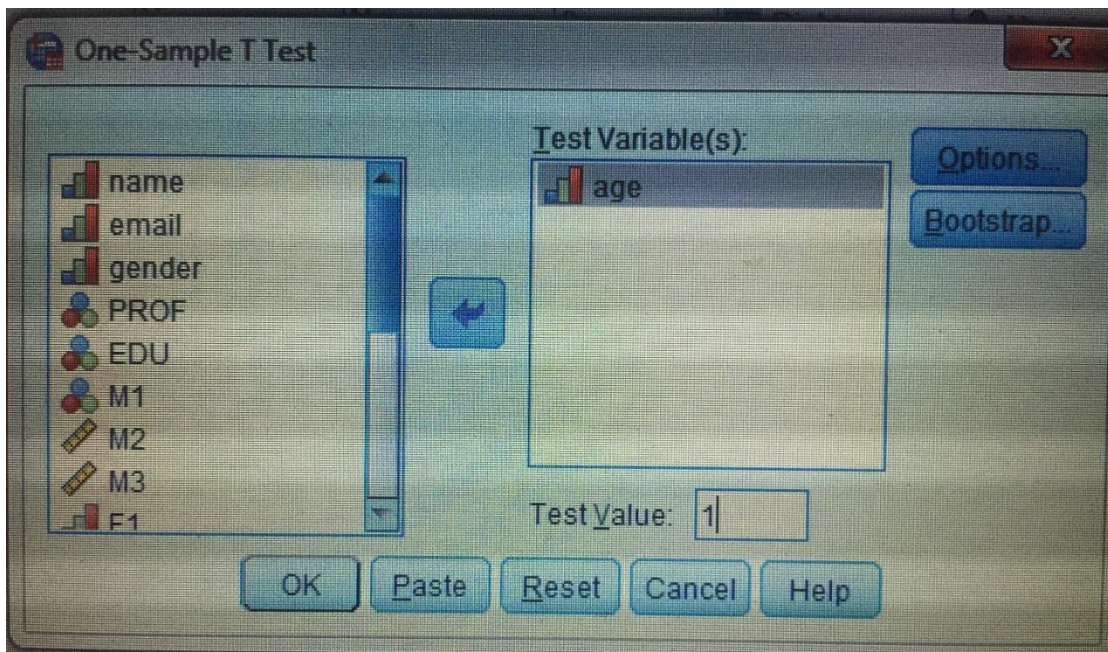 One-Sample T Test
name
email
gender
PROF
EDU
M1
M2
M3
F1
Test Variable(s):
age
Test Value: 1
Options...
Bootstrap...
OK Paste Reset Cancel Help